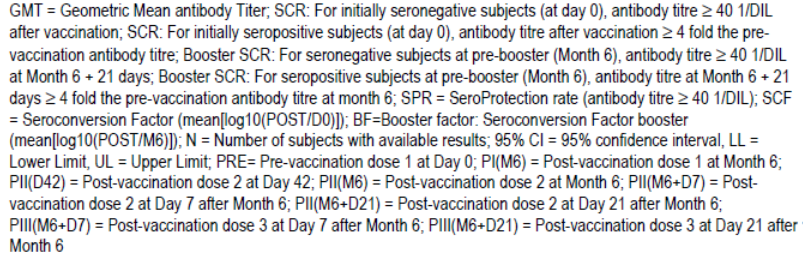 GMT = Geometric Mean antibody Titer; SCR: For initially seronegative subjects (at day 0), antibody titre ≥ 40 1/DIL
after vaccination; SCR: For initially seropositive subjects (at day 0), antibody titre after vaccination ≥ 4 fold the pre-
vaccination antibody titre; Booster SCR: For seronegative subjects at pre-booster (Month 6), antibody titre ≥ 40 1/DIL
at Month 6 + 21 days; Booster SCR: For seropositive subjects at pre-booster (Month 6), antibody titre at Month 6 + 21
days ≥ 4 fold the pre-vaccination antibody titre at month 6; SPR = SeroProtection rate (antibody titre ≥ 40 1/DIL); SCF
= Seroconversion Factor (mean[log10(POST/D0)]); BF=Booster factor: Seroconversion Factor booster
(mean[log10(POST/M6)]); N = Number of subjects with available results; 95% CI = 95% confidence interval, LL =
Lower Limit, UL = Upper Limit; PRE= Pre-vaccination dose 1 at Day 0; PI(M6) = Post-vaccination dose 1 at Month 6;
PII(D42) = Post-vaccination dose 2 at Day 42; PII(M6) = Post-vaccination dose 2 at Month 6; PII(M6+D7) = Post-
vaccination dose 2 at Day 7 after Month 6; PII(M6+D21) = Post-vaccination dose 2 at Day 21 after Month 6;
PIII(M6+D7) = Post-vaccination dose 3 at Day 7 after Month 6; PIII(M6+D21) = Post-vaccination dose 3 at Day 21 after
Month 6